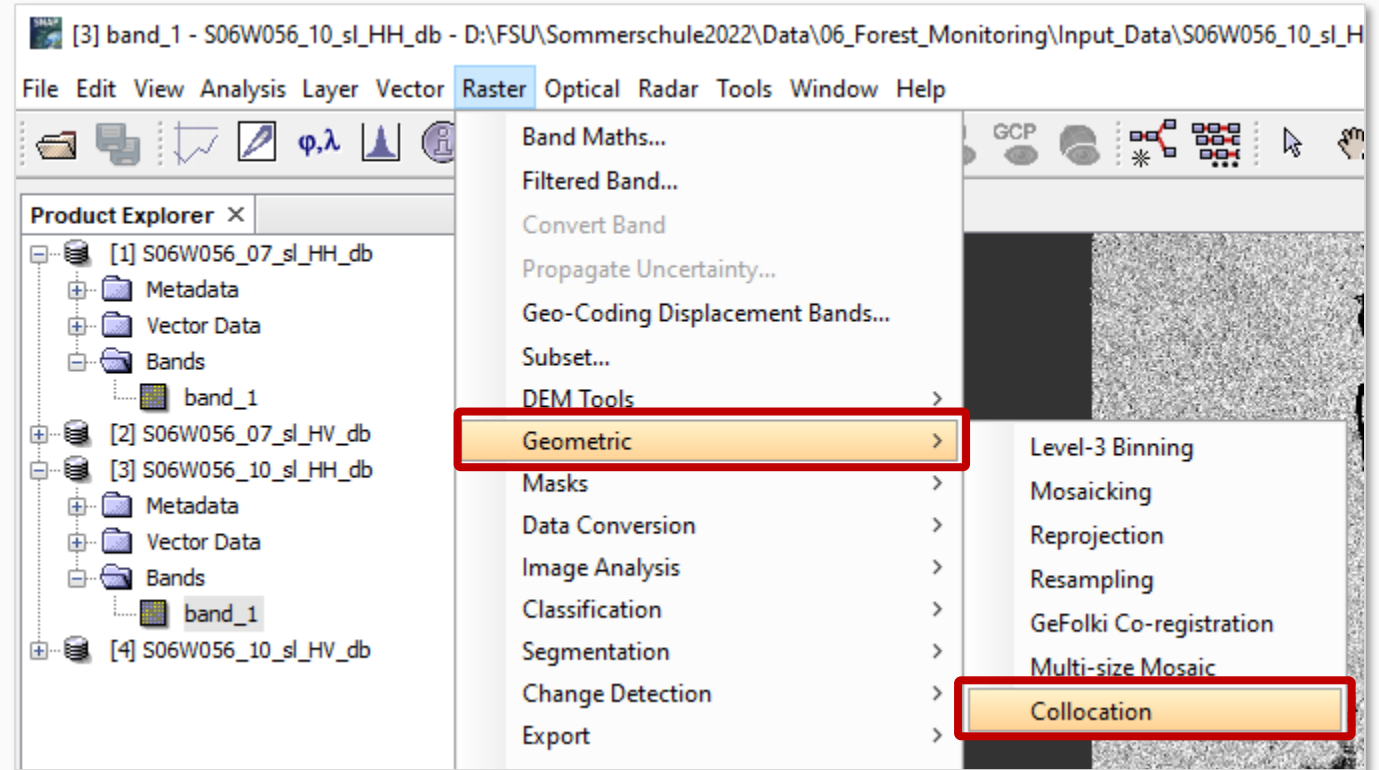 [3] band_1 - S06W056_10_sl_HH_db - D:\FSU\Sommerschule2022\Data\06_Forest_Monitoring\Input_Data\S06W056_10_sl_H
File Edit View Analysis Layer Vector Raster Optical Radar Tools Window Help
φ,λ
GCP
Product Explorer ×
[1] S06W056_07_sl_HH_db
Metadata
Vector Data
Bands
band_1
[2] S06W056_07_sl_HV_db
[3] S06W056_10_sl_HH_db
Metadata
Vector Data
Bands
band_1
[4] S06W056_10_sl_HV_db
Band Maths...
Filtered Band...
Convert Band
Propagate Uncertainty...
Geo-Coding Displacement Bands...
Subset...
DEM Tools
Geometric
Masks
Data Conversion
Image Analysis
Classification
Segmentation
Change Detection
Export
Level-3 Binning
Mosaicking
Reprojection
Resampling
GeFolki Co-registration
Multi-size Mosaic
Collocation